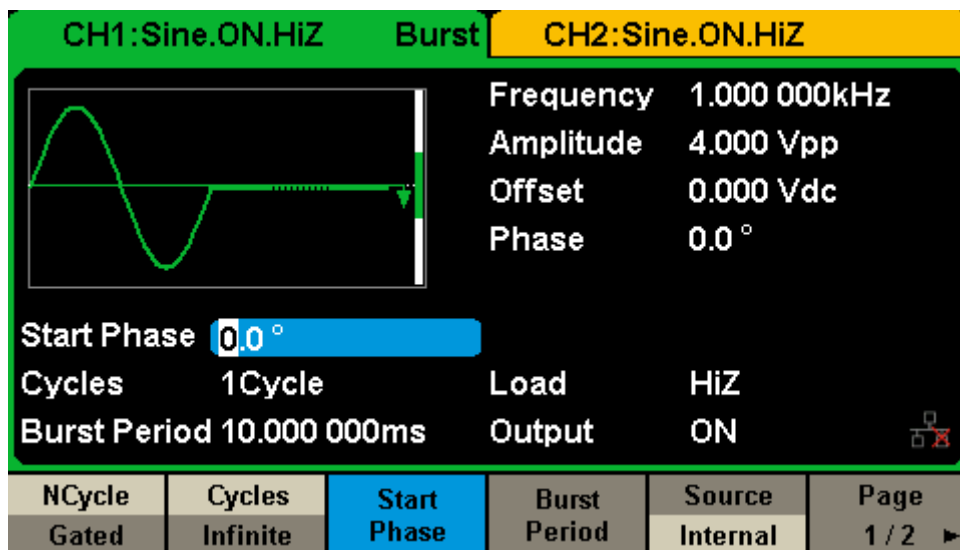 CH1:Sine.ON.HiZ Burst CH2:Sine.ON.HiZ
Frequency 1.000 000kHz
Amplitude 4.000 Vpp
Offset 0.000 Vdc
Phase 0.0 °
Start Phase 0.0 °
Cycles 1Cycle Load HiZ
Burst Period 10.000 000ms Output ON
NCycle Cycles Start Burst Source Page
Gated Infinite Phase Period Internal 1 / 2